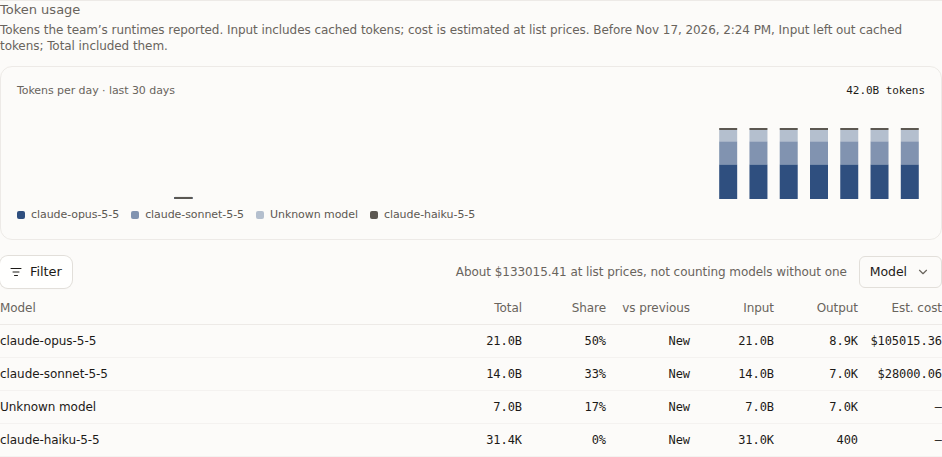 Token usage
Tokens the team’s runtimes reported. Input includes cached tokens; cost is estimated at list prices. Before Nov 17, 2026, 2:24 PM, Input left out cached
tokens; Total included them.
Tokens per day · last 30 days
42.0B tokens
claude-opus-5-5 claude-sonnet-5-5 Unknown model claude-haiku-5-5
Filter
About $133015.41 at list prices, not counting models without one
Model
Model Total Share vs previous Input Output Est. cost
claude-opus-5-5 21.0B 50% New 21.0B 8.9K $105015.36
claude-sonnet-5-5 14.0B 33% New 14.0B 7.0K $28000.06
Unknown model 7.0B 17% New 7.0B 7.0K —
claude-haiku-5-5 31.4K 0% New 31.0K 400 —